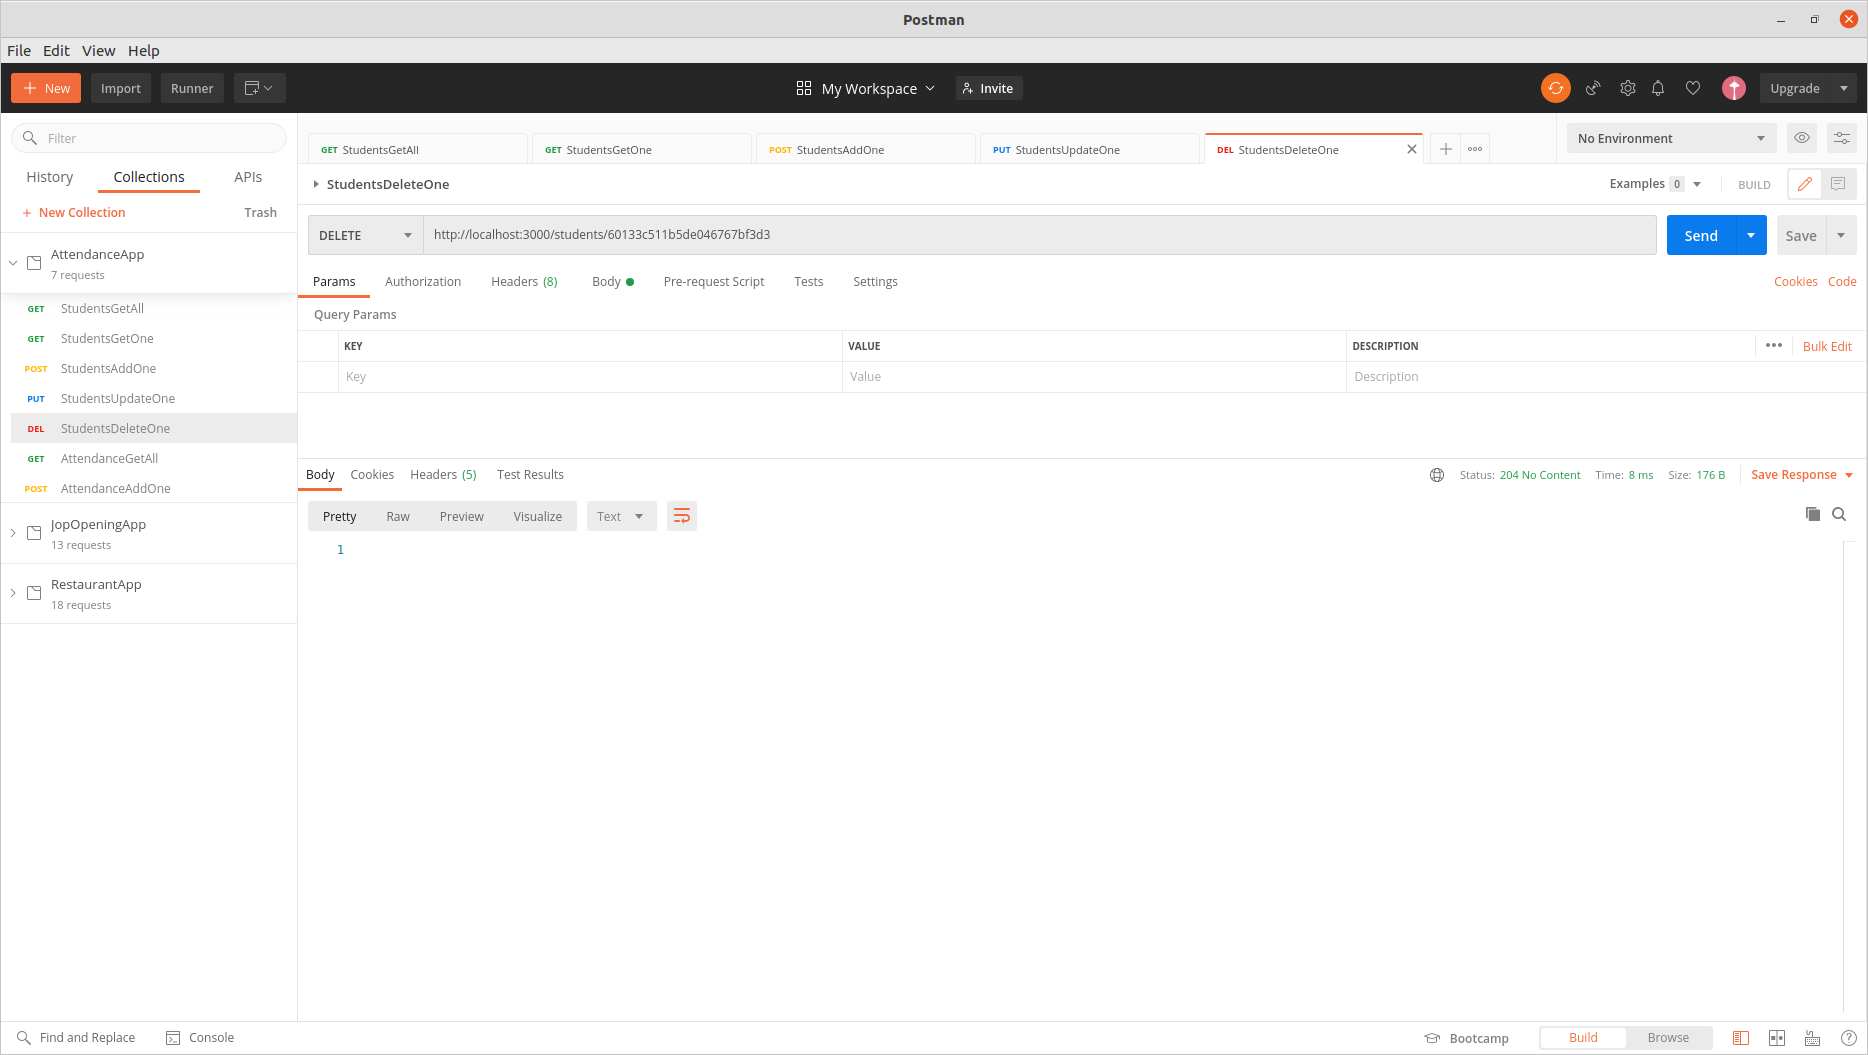 Postman
File Edit View Help
New Import Runner My Workspace Invite Upgrade
Filter
History Collections APIs
+ New Collection Trash
AttendanceApp
7 requests
GET StudentsGetAll
GET StudentsGetOne
POST StudentsAddOne
PUT StudentsUpdateOne
DEL StudentsDeleteOne
GET AttendanceGetAll
POST AttendanceAddOne
JopOpeningApp
13 requests
RestaurantApp
18 requests
GET StudentsGetAll GET StudentsGetOne POST StudentsAddOne PUT StudentsUpdateOne DEL StudentsDeleteOne No Environment
StudentsDeleteOne Examples 0 BUILD
DELETE http://localhost:3000/students/60133c511b5de046767bf3d3 Send Save
Params Authorization Headers (8) Body Pre-request Script Tests Settings Cookies Code
Query Params
KEY VALUE DESCRIPTION Bulk Edit
Key Value Description
Body Cookies Headers (5) Test Results Status: 204 No Content Time: 8 ms Size: 176 B Save Response
Pretty Raw Preview Visualize Text
1
Find and Replace Console Bootcamp Build Browse